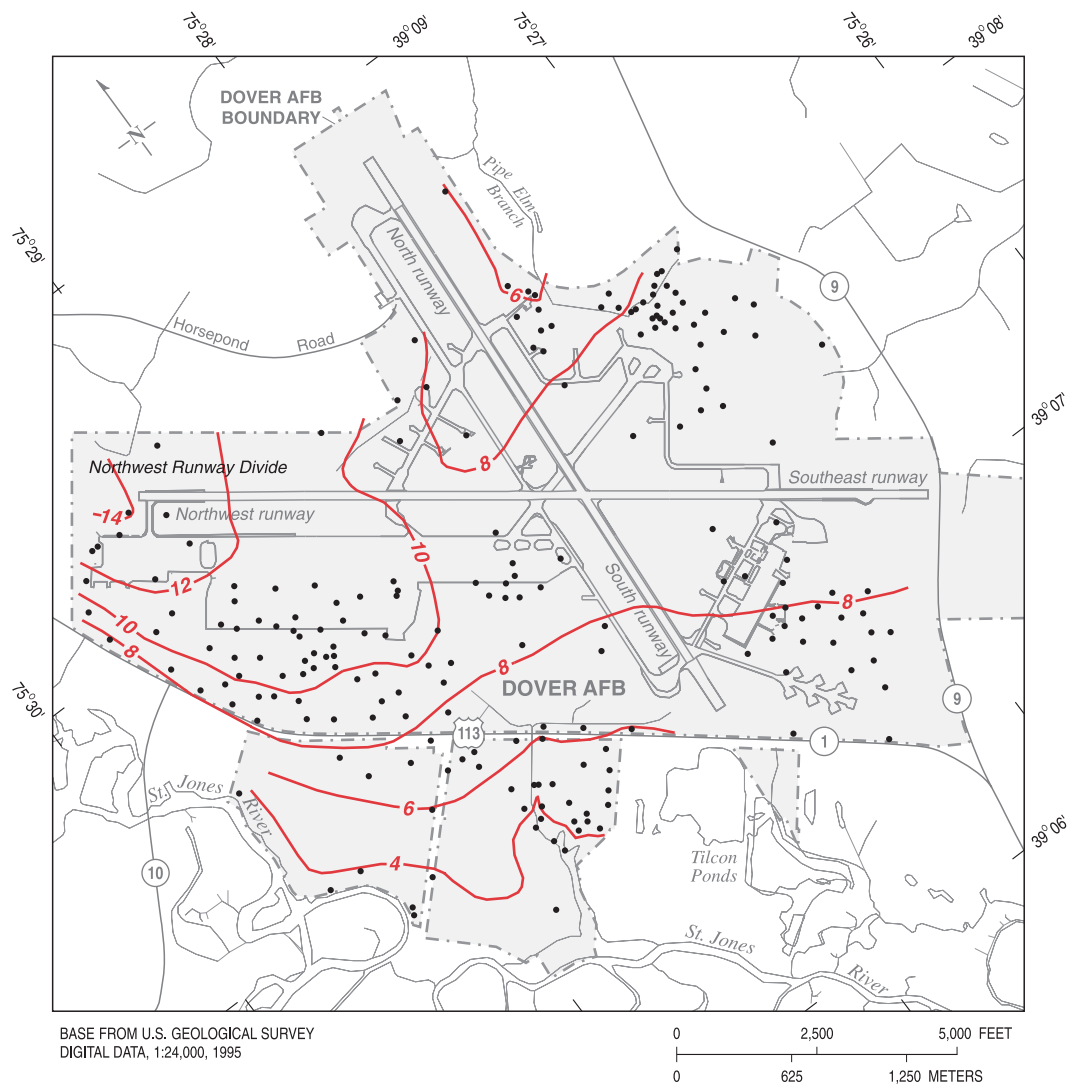 75°28'
39°09'
75°27'
75°26'
39°08'
DOVER AFB
BOUNDARY
N
Pipe Elm
Branch
75°29'
North runway
6
9
Horsepond Road
39°07'
8
Northwest Runway Divide
Southeast runway
14
Northwest runway
10
12
South runway
8
10
8
8
DOVER AFB
75°30'
9
113
1
St. Jones
River
6
39°06'
4
Tilcon
Ponds
10
St. Jones
River
BASE FROM U.S. GEOLOGICAL SURVEY
DIGITAL DATA, 1:24,000, 1995
0 2,500 5,000 FEET
0 625 1,250 METERS